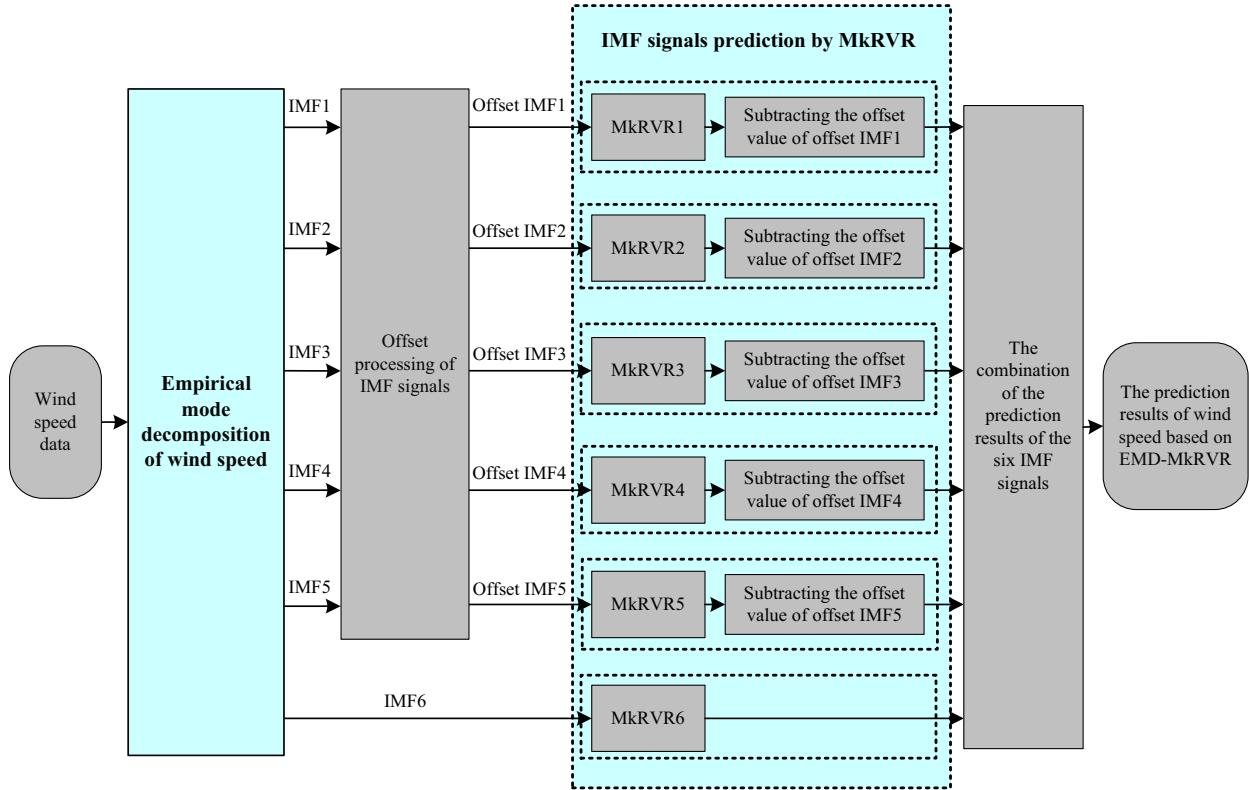 IMF signals prediction by MkRVR
Wind
speed
data
Empirical
mode
decomposition
of wind speed
IMF1
IMF2
IMF3
IMF4
IMF5
IMF6
Offset
processing of
IMF signals
Offset IMF1
Offset IMF2
Offset IMF3
Offset IMF4
Offset IMF5
MkRVR1
Subtracting the offset
value of offset IMF1
MkRVR2
Subtracting the offset
value of offset IMF2
MkRVR3
Subtracting the offset
value of offset IMF3
MkRVR4
Subtracting the offset
value of offset IMF4
MkRVR5
Subtracting the offset
value of offset IMF5
MkRVR6
The
combination
of the
prediction
results of the
six IMF
signals
The prediction
results of wind
speed based on
EMD-MkRVR